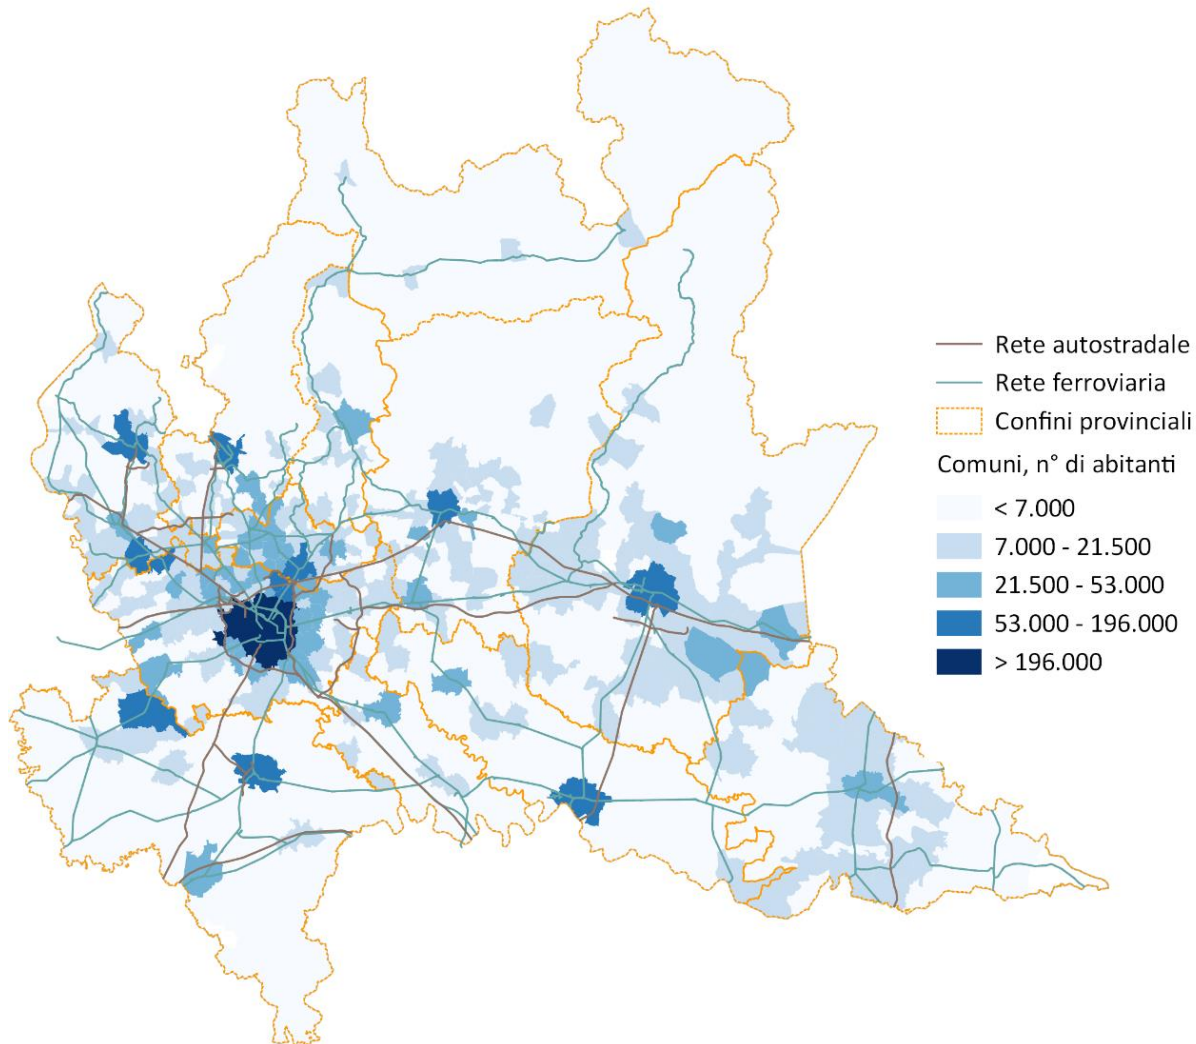 Rete autostradale
Rete ferroviaria
Confini provinciali
Comuni, n° di abitanti
< 7.000
7.000 - 21.500
21.500 - 53.000
53.000 - 196.000
> 196.000